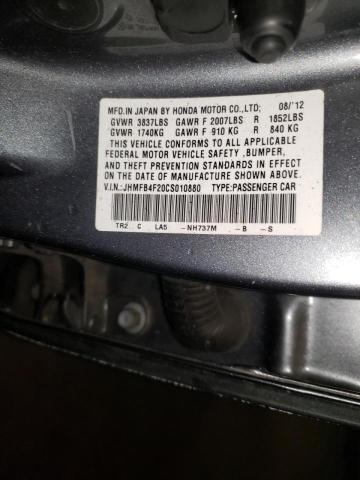 MFD.IN JAPAN BY HONDA MOTOR CO.,LTD: 08/'12
GVWR 3837LBS GAWR F 2007LBS R 1852LBS
GVWR 1740KG GAWR F 910 KG R 840 KG
THIS VEHICLE CONFORMS TO ALL APPLICABLE
FEDERAL MOTOR VEHICLE SAFETY ,BUMPER,
AND THEFT PREVENTION STANDARDS IN EFFECT
ON THE DATE OF MANUFACTURE SHOWN ABOVE.
V.I.N.:JHMFB4F20CS010880 TYPE:PASSENGER CAR
TR2 C LA5 -NH737M -B -S